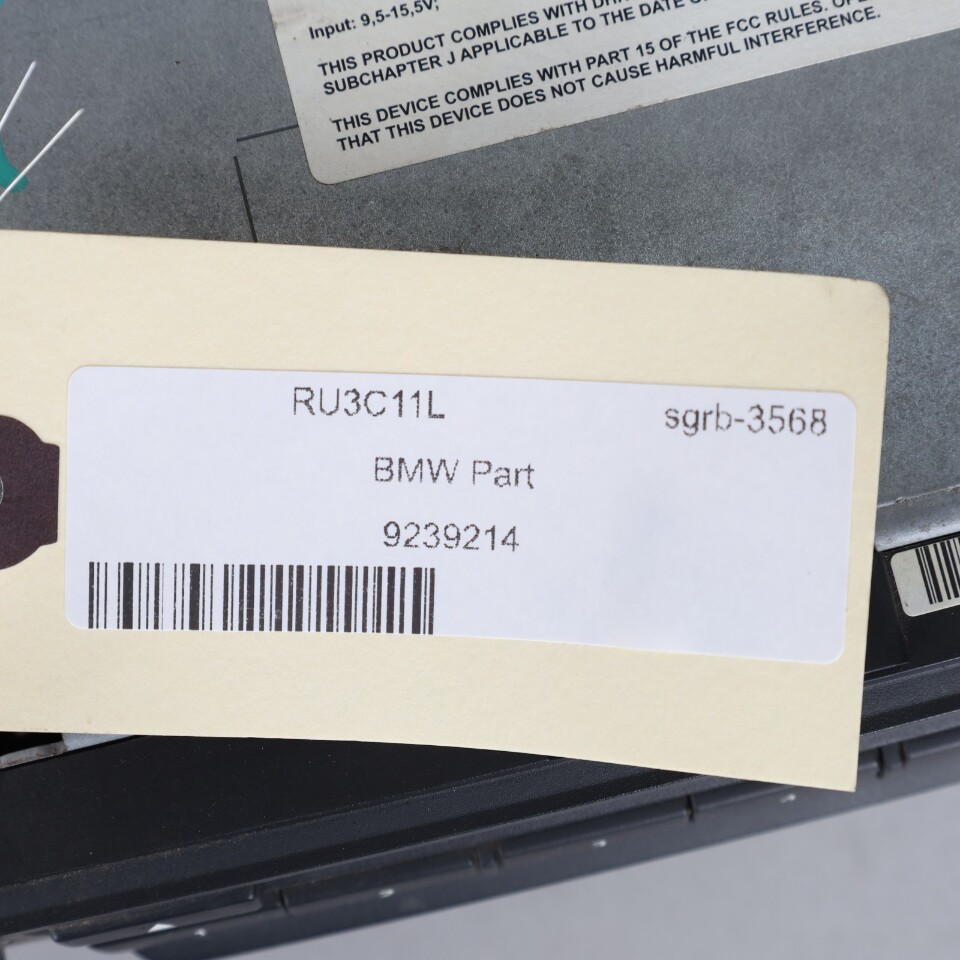 Input: 9,5-15,5V;
THIS PRODUCT COMPLIES WITH
SUBCHAPTER J APPLICABLE TO THE DATE
THIS DEVICE COMPLIES WITH PART 15 OF THE FCC RULES.
THAT THIS DEVICE DOES NOT CAUSE HARMFUL INTERFERENCE.
RU3C11L
sgrb-3568
BMW Part
9239214